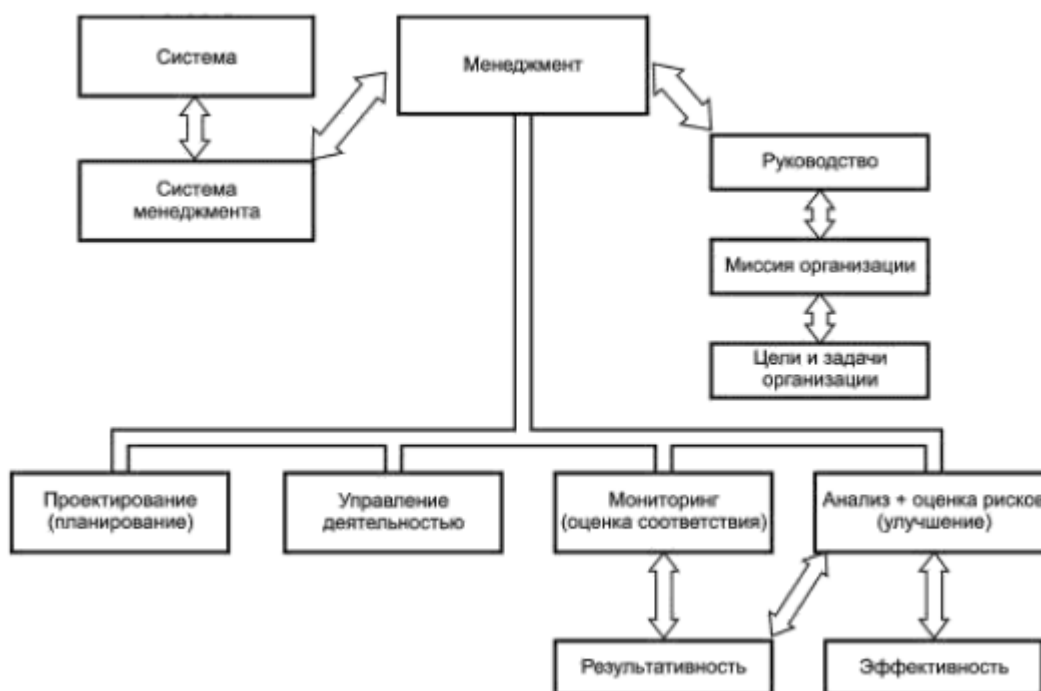 Система
Менеджмент
Система
менеджмента
Руководство
Миссия организации
Цели и задачи
организации
Проектирование
(планирование)
Управление
деятельностью
Мониторинг
(оценка соответствия)
Анализ + оценка рисков
(улучшение)
Результативность
Эффективность